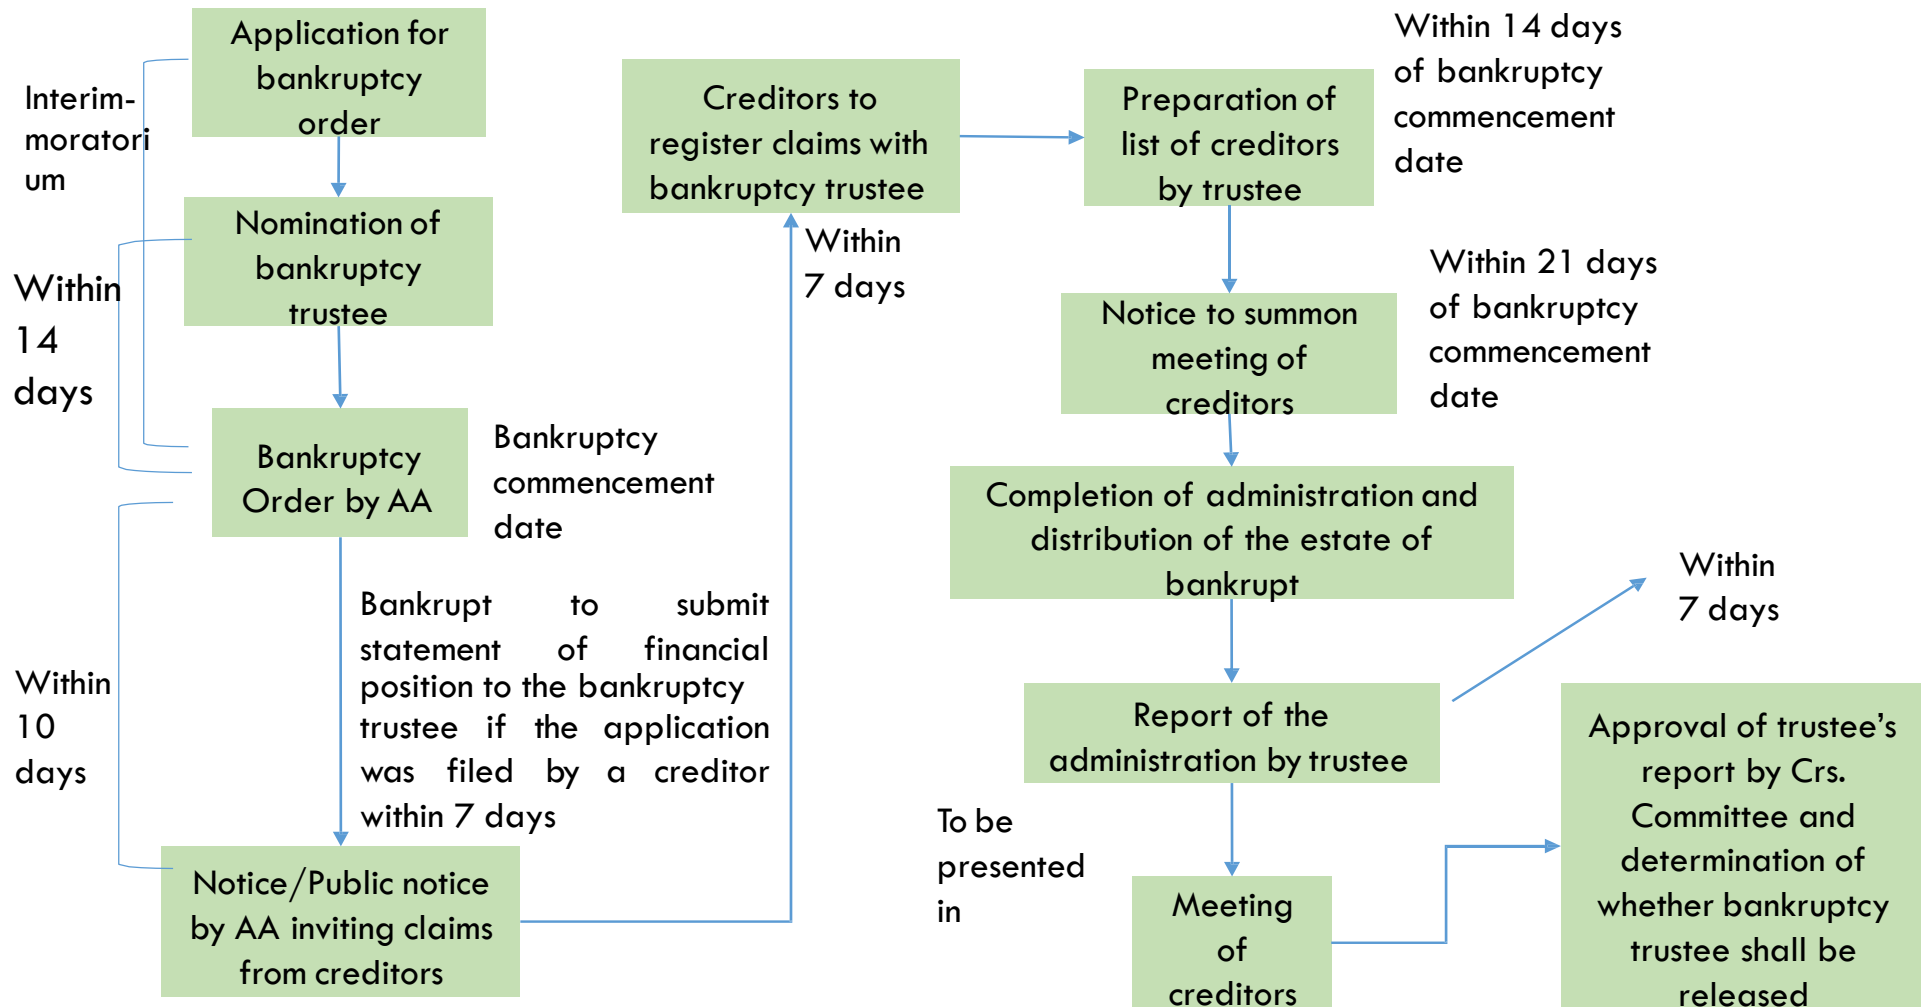 Application for
bankruptcy
order
Interim-
moratori
um
Nomination of
bankruptcy
trustee
Within
14
days
Bankruptcy
Order by AA
Bankruptcy
commencement
date
Bankrupt to submit
statement of financial
position to the bankruptcy
trustee if the application
was filed by a creditor
within 7 days
Within
10
days
Notice/Public notice
by AA inviting claims
from creditors
Creditors to
register claims with
bankruptcy trustee
Within
7 days
Preparation of
list of creditors
by trustee
Within 14 days
of bankruptcy
commencement
date
Notice to summon
meeting of
creditors
Within 21 days
of bankruptcy
commencement
date
Completion of administration and
distribution of the estate of
bankrupt
Report of the
administration by trustee
Within
7 days
To be
presented
in
Meeting
of
creditors
Approval of trustee’s
report by Crs.
Committee and
determination of
whether bankruptcy
trustee shall be
released